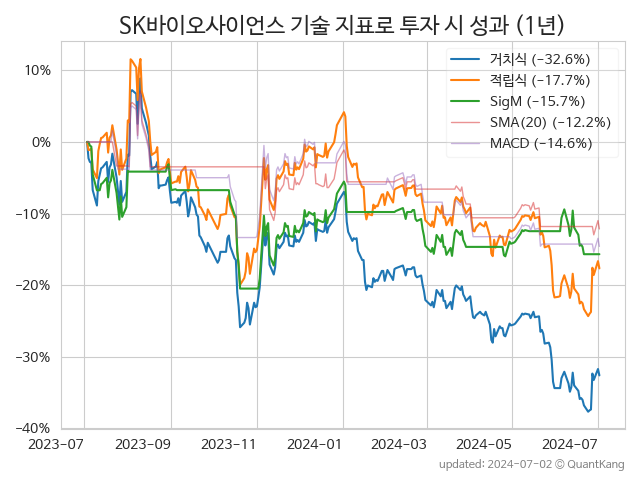 SK바이오사이언스 기술 지표로 투자 시 성과 (1년)
거치식 (−32.6%)
적립식 (−17.7%)
SigM (−15.7%)
SMA(20) (−12.2%)
MACD (−14.6%)
10%
0%
−10%
−20%
−30%
−40%
2023-07
2023-09
2023-11
2024-01
2024-03
2024-05
2024-07
updated: 2024-07-02 © QuantKang